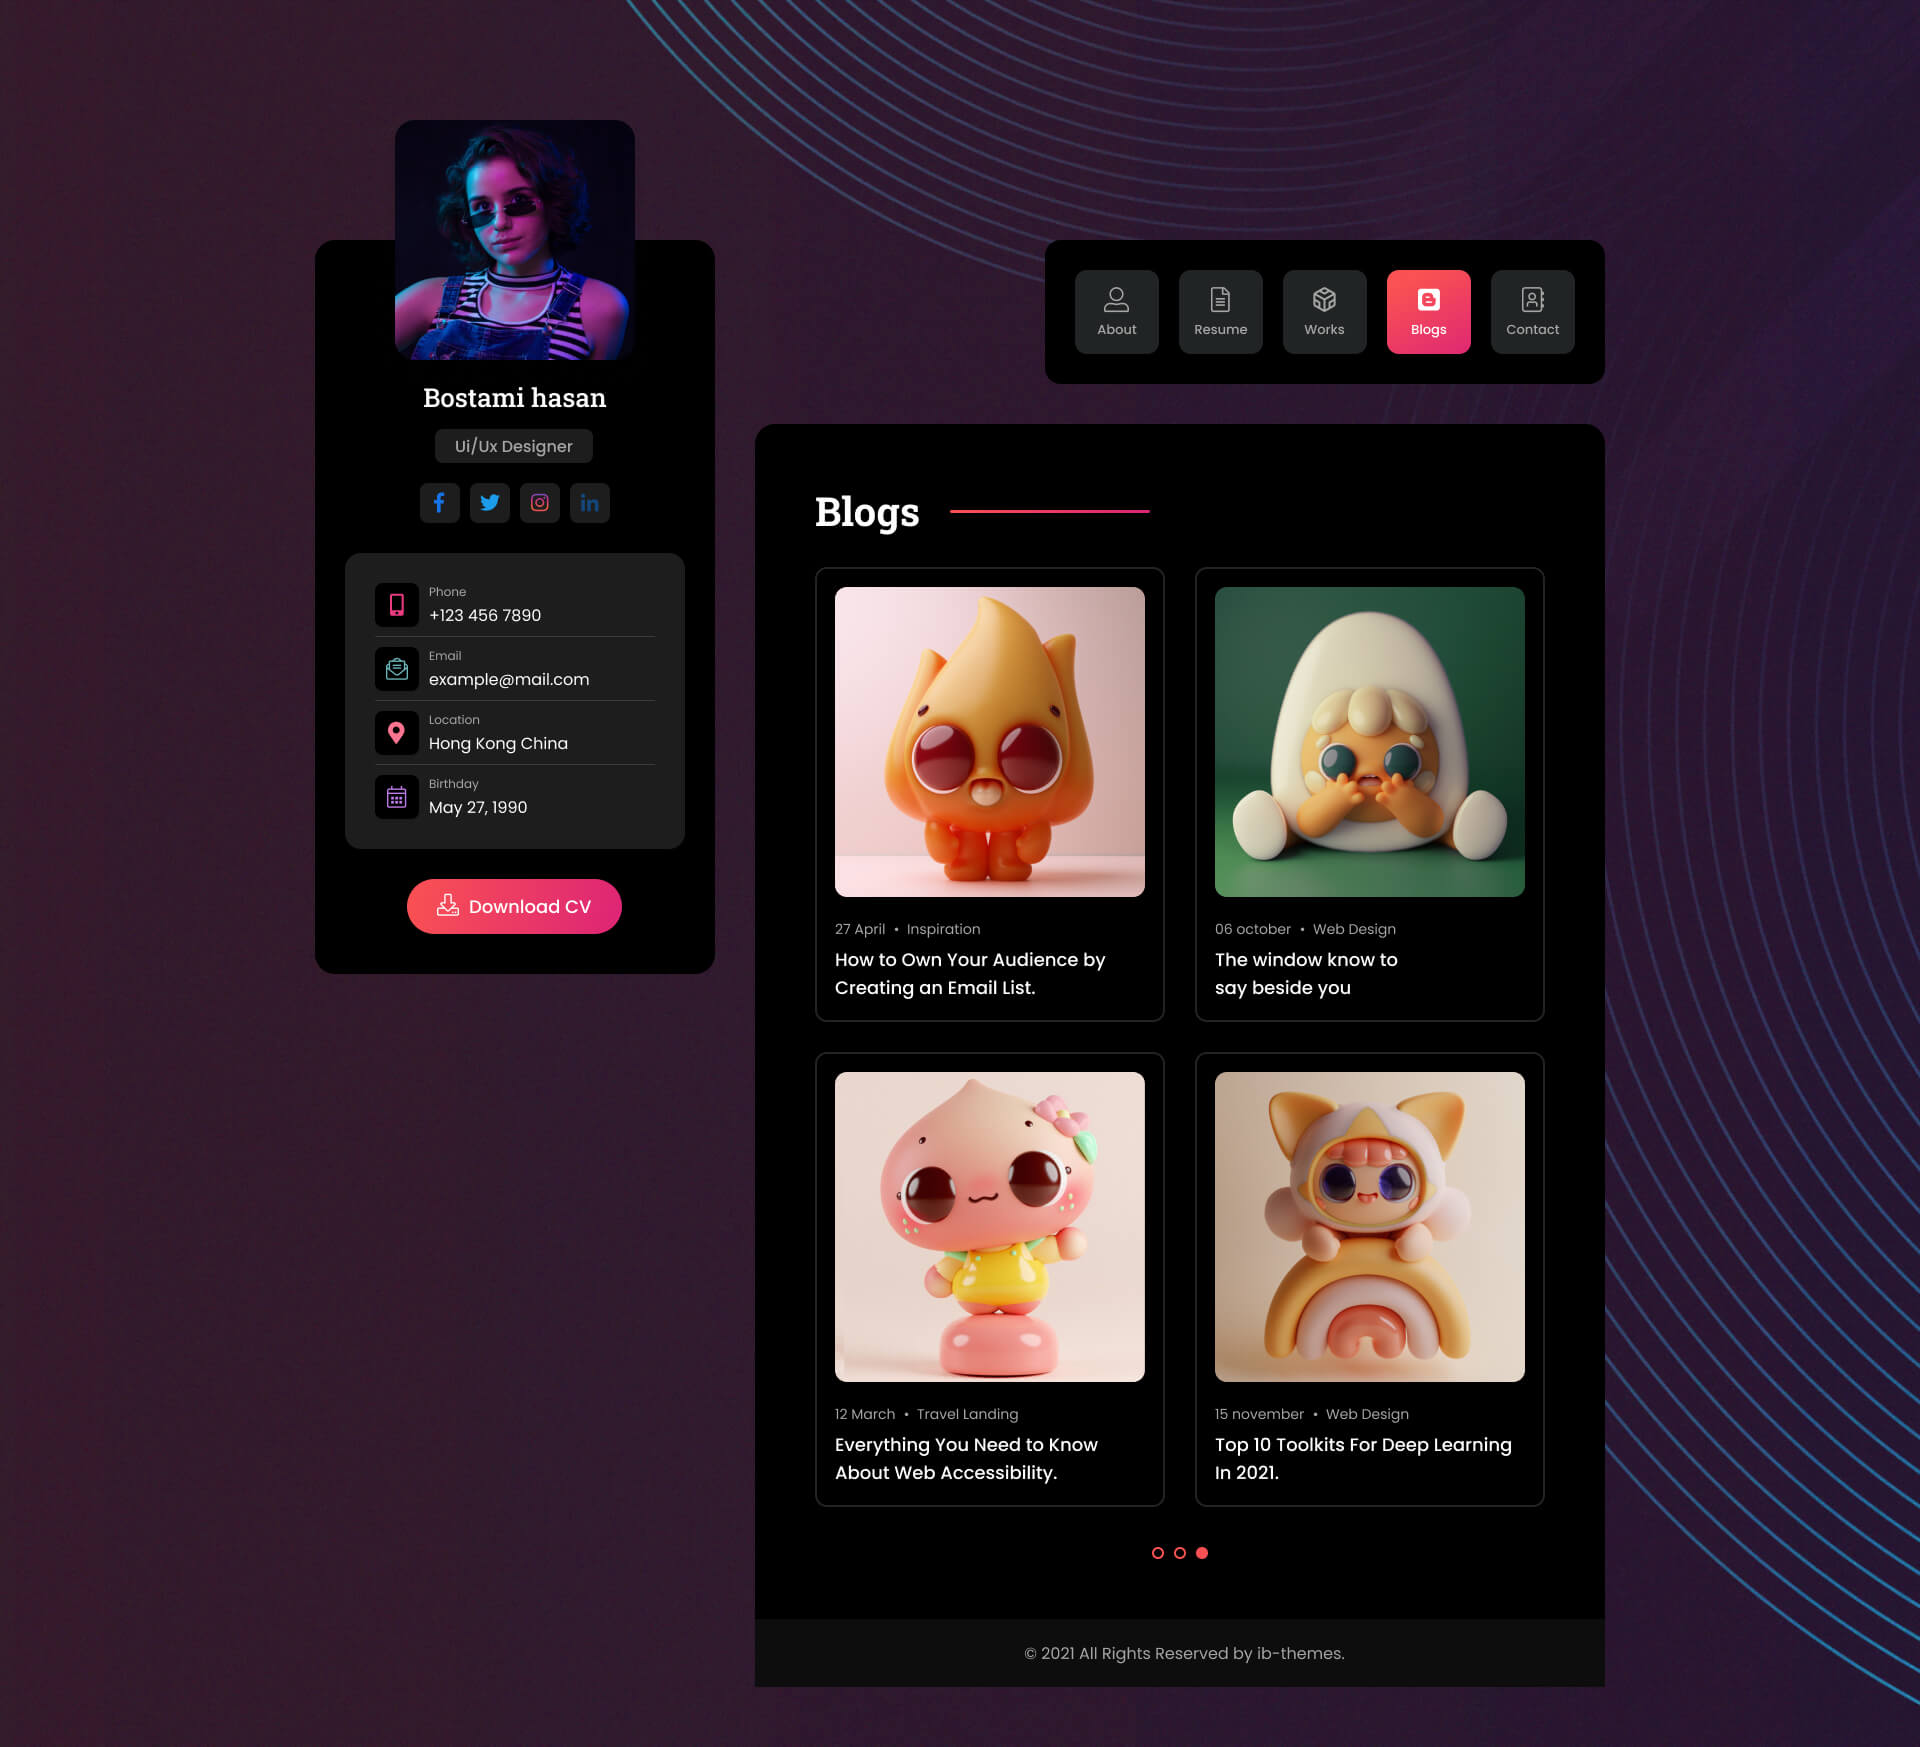 Bostami hasan
Ui/Ux Designer
Phone
+123 456 7890
Email
example@mail.com
Location
Hong Kong China
Birthday
May 27, 1990
Download CV
About
Resume
Works
Blogs
Contact
Blogs
27 April • Inspiration
How to Own Your Audience by
Creating an Email List.
06 october • Web Design
The window know to
say beside you
12 March • Travel Landing
Everything You Need to Know
About Web Accessibility.
15 november • Web Design
Top 10 Toolkits For Deep Learning
In 2021.
© 2021 All Rights Reserved by ib-themes.